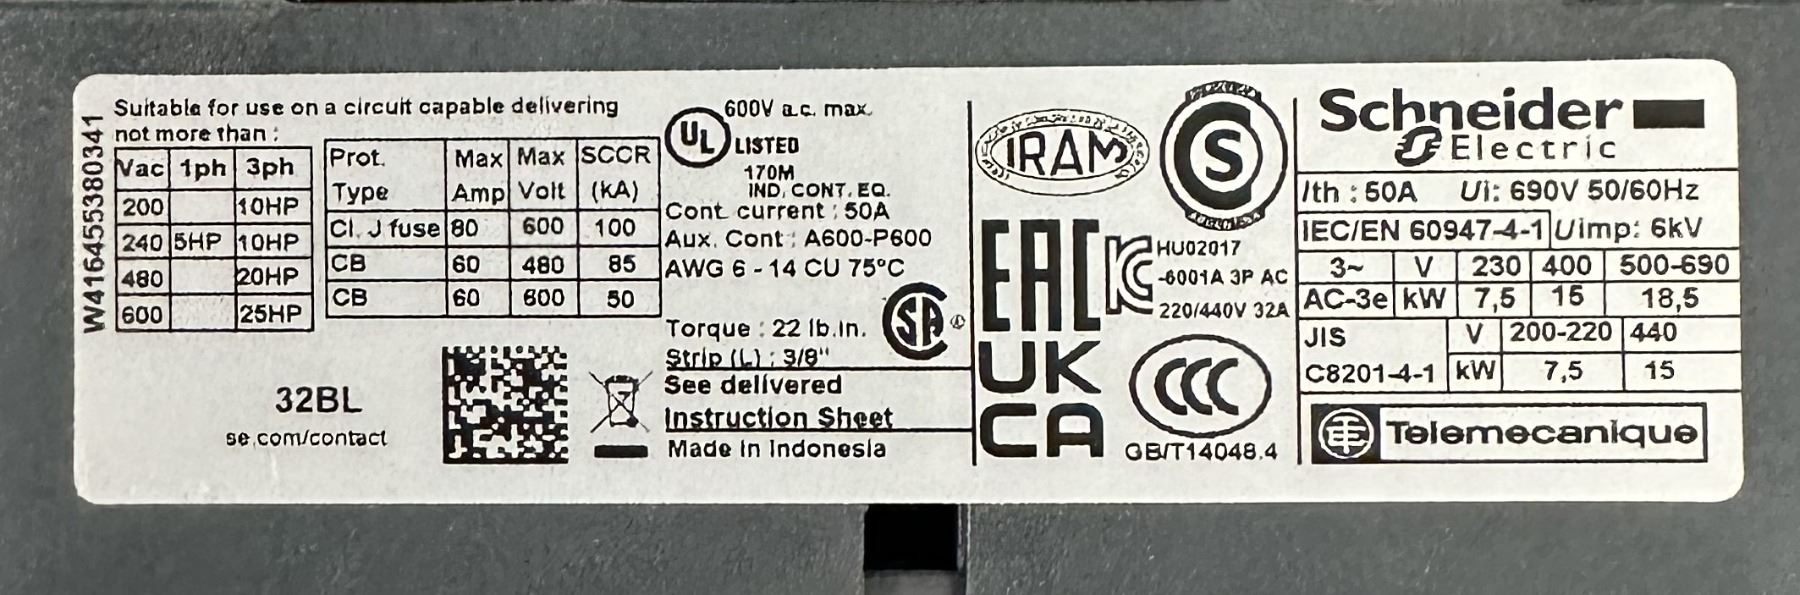 W416455380341
Suitable for use on a circuit capable delivering
not more than :
Vac 1ph 3ph
200 10HP
240 5HP 10HP
480 20HP
600 25HP
Prot. Type Max Amp Max Volt SCCR (kA)
Cl. J fuse 80 600 100
CB 60 480 85
CB 60 600 50
32BL
se.com/contact
UL
LISTED
600V a.c. max.
170M
IND. CONT. EQ.
Cont. current : 50A
Aux. Cont : A600-P600
AWG 6 - 14 CU 75°C
Torque : 22 lb.in.
Strip (L) : 3/8"
SA ®
See delivered
Instruction Sheet
Made in Indonesia
IRAM
S
EAC
KC
HU02017
-6001A 3P AC
220/440V 32A
UK
CA
CCC
GB/T14048.4
Schneider
Electric
Ith : 50A Ui: 690V 50/60Hz
IEC/EN 60947-4-1 Uimp: 6kV
3~ V 230 400 500-690
AC-3e kW 7,5 15 18,5
JIS V 200-220 440
C8201-4-1 kW 7,5 15
Telemecanique